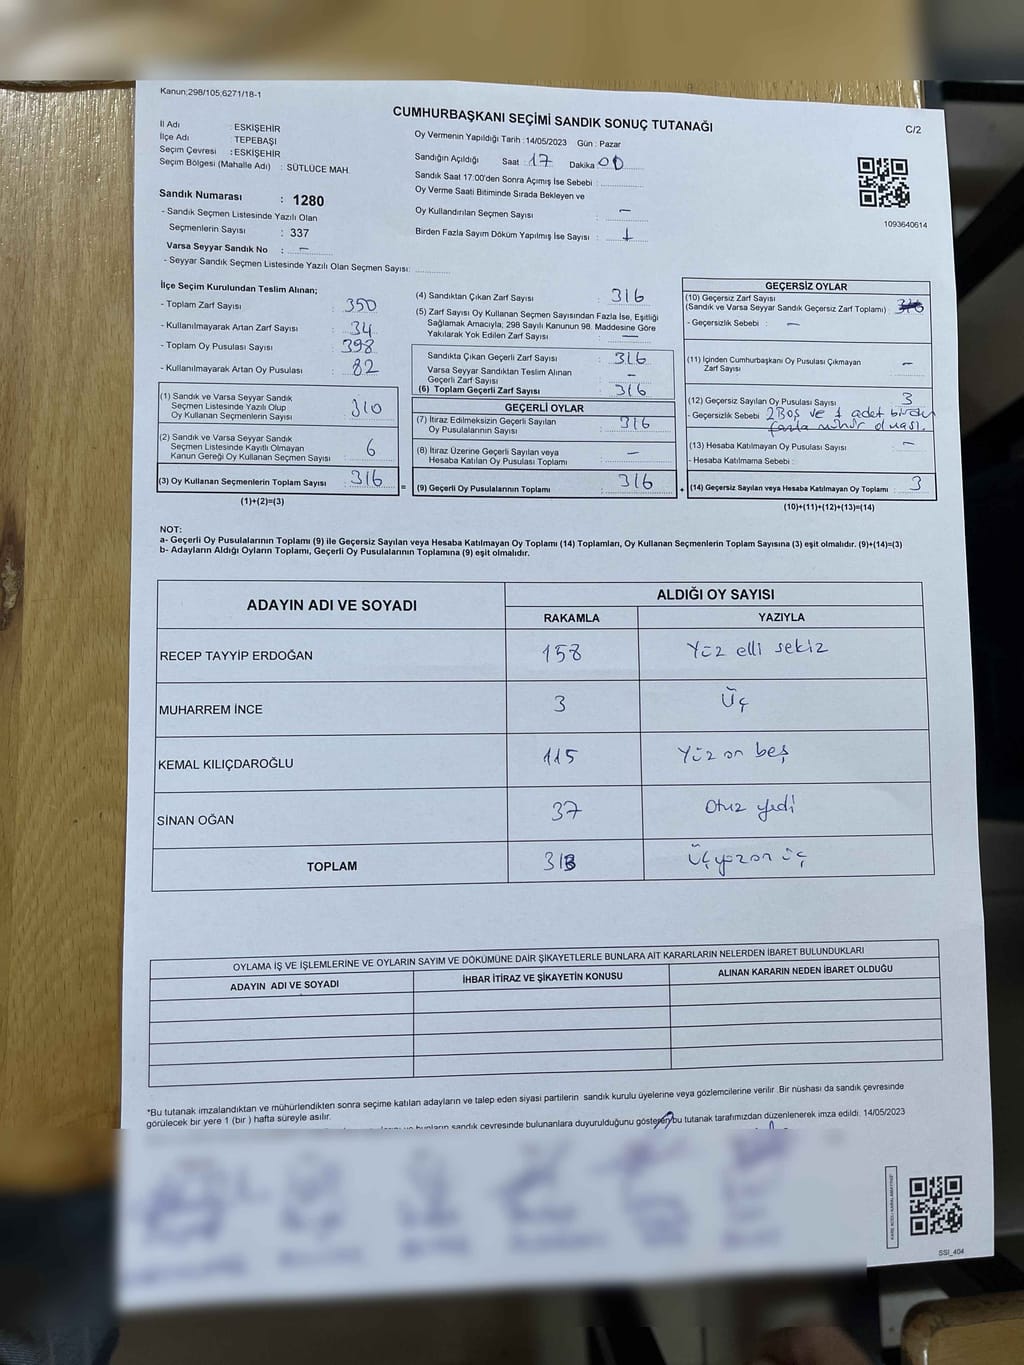 Kanun;298/105,6271/18-1
CUMHURBAŞKANI SEÇİMİ SANDIK SONUÇ TUTANAĞI
C/2
İl Adı : ESKİŞEHİR
İlçe Adı : TEPEBAŞI
Seçim Çevresi : ESKİŞEHİR
Seçim Bölgesi (Mahalle Adı) : SÜTLÜCE MAH.
Oy Vermenin Yapıldığı Tarih :14/05/2023 Gün : Pazar
Sandığın Açıldığı Saat : 17 Dakika 00
Sandık Saat 17:00'den Sonra Açımış İse Sebebi :
Oy Verme Saati Bitiminde Sırada Bekleyen ve
Oy Kullandırılan Seçmen Sayısı : –
Birden Fazla Sayım Döküm Yapılmış İse Sayısı : 1
1093640614
Sandık Numarası : 1280
- Sandık Seçmen Listesinde Yazılı Olan
Seçmenlerin Sayısı : 337
Varsa Seyyar Sandık No : –
- Seyyar Sandık Seçmen Listesinde Yazılı Olan Seçmen Sayısı:
İlçe Seçim Kurulundan Teslim Alınan;
- Toplam Zarf Sayısı : 350
- Kullanılmayarak Artan Zarf Sayısı : 34
- Toplam Oy Pusulası Sayısı : 398
- Kullanılmayarak Artan Oy Pusulası : 82
(1) Sandık ve Varsa Seyyar Sandık
Seçmen Listesinde Yazılı Olup
Oy Kullanan Seçmenlerin Sayısı : 310
(2) Sandık ve Varsa Seyyar Sandık
Seçmen Listesinde Kayıtlı Olmayan
Kanun Gereği Oy Kullanan Seçmen Sayısı : 6
(3) Oy Kullanan Seçmenlerin Toplam Sayısı : 316
(1)+(2)=(3)
(4) Sandıktan Çıkan Zarf Sayısı : 316
(5) Zarf Sayısı Oy Kullanan Seçmen Sayısından Fazla İse, Eşitliği
Sağlamak Amacıyla; 298 Sayılı Kanunun 98. Maddesine Göre
Yakılarak Yok Edilen Zarf Sayısı : –
Sandıkta Çıkan Geçerli Zarf Sayısı : 316
Varsa Seyyar Sandıktan Teslim Alınan
Geçerli Zarf Sayısı : –
(6) Toplam Geçerli Zarf Sayısı : 316
GEÇERLİ OYLAR
(7) İtiraz Edilmeksizin Geçerli Sayılan
Oy Pusulalarının Sayısı : 316
(8) İtiraz Üzerine Geçerli Sayılan veya
Hesaba Katılan Oy Pusulası Toplamı : –
= (9) Geçerli Oy Pusulalarının Toplamı : 316 +
GEÇERSİZ OYLAR
(10) Geçersiz Zarf Sayısı
(Sandık ve Varsa Seyyar Sandık Geçersiz Zarf Toplamı) : 316
- Geçersizlik Sebebi : –
(11) İçinden Cumhurbaşkanı Oy Pusulası Çıkmayan
Zarf Sayısı : –
(12) Geçersiz Sayılan Oy Pusulası Sayısı : 3
- Geçersizlik Sebebi 2 Boş ve 1 adet birden
fazla mühür olması.
(13) Hesaba Katılmayan Oy Pusulası Sayısı : –
- Hesaba Katılmama Sebebi :
(14) Geçersiz Sayılan veya Hesaba Katılmayan Oy Toplamı : 3
(10)+(11)+(12)+(13)=(14)
NOT:
a- Geçerli Oy Pusulalarının Toplamı (9) ile Geçersiz Sayılan veya Hesaba Katılmayan Oy Toplamı (14) Toplamları, Oy Kullanan Seçmenlerin Toplam Sayısına (3) eşit olmalıdır. (9)+(14)=(3)
b- Adayların Aldığı Oyların Toplamı, Geçerli Oy Pusulalarının Toplamına (9) eşit olmalıdır.
ADAYIN ADI VE SOYADI
ALDIĞI OY SAYISI
RAKAMLA YAZIYLA
RECEP TAYYİP ERDOĞAN 158 Yüz elli sekiz
MUHARREM İNCE 3 Üç
KEMAL KILIÇDAROĞLU 115 Yüz on beş
SİNAN OĞAN 37 Otuz yedi
TOPLAM 313 Üçyüz on üç
OYLAMA İŞ VE İŞLEMLERİNE VE OYLARIN SAYIM VE DÖKÜMÜNE DAİR ŞİKAYETLERLE BUNLARA AİT KARARLARIN NELERDEN İBARET BULUNDUKLARI
ADAYIN ADI VE SOYADI İHBAR İTİRAZ VE ŞİKAYETİN KONUSU ALINAN KARARIN NEDEN İBARET OLDUĞU
*Bu tutanak imzalandıktan ve mühürlendikten sonra seçime katılan adayların ve talep eden siyasi partilerin sandık kurulu üyelerine veya gözlemcilerine verilir .Bir nüshası da sandık çevresinde
görülecek bir yere 1 (bir ) hafta süreyle asılır.
bunların sandık çevresinde bulunanlara duyurulduğunu gösteren bu tutanak tarafımızdan düzenlenerek imza edildi. 14/05/2023
SSI_404